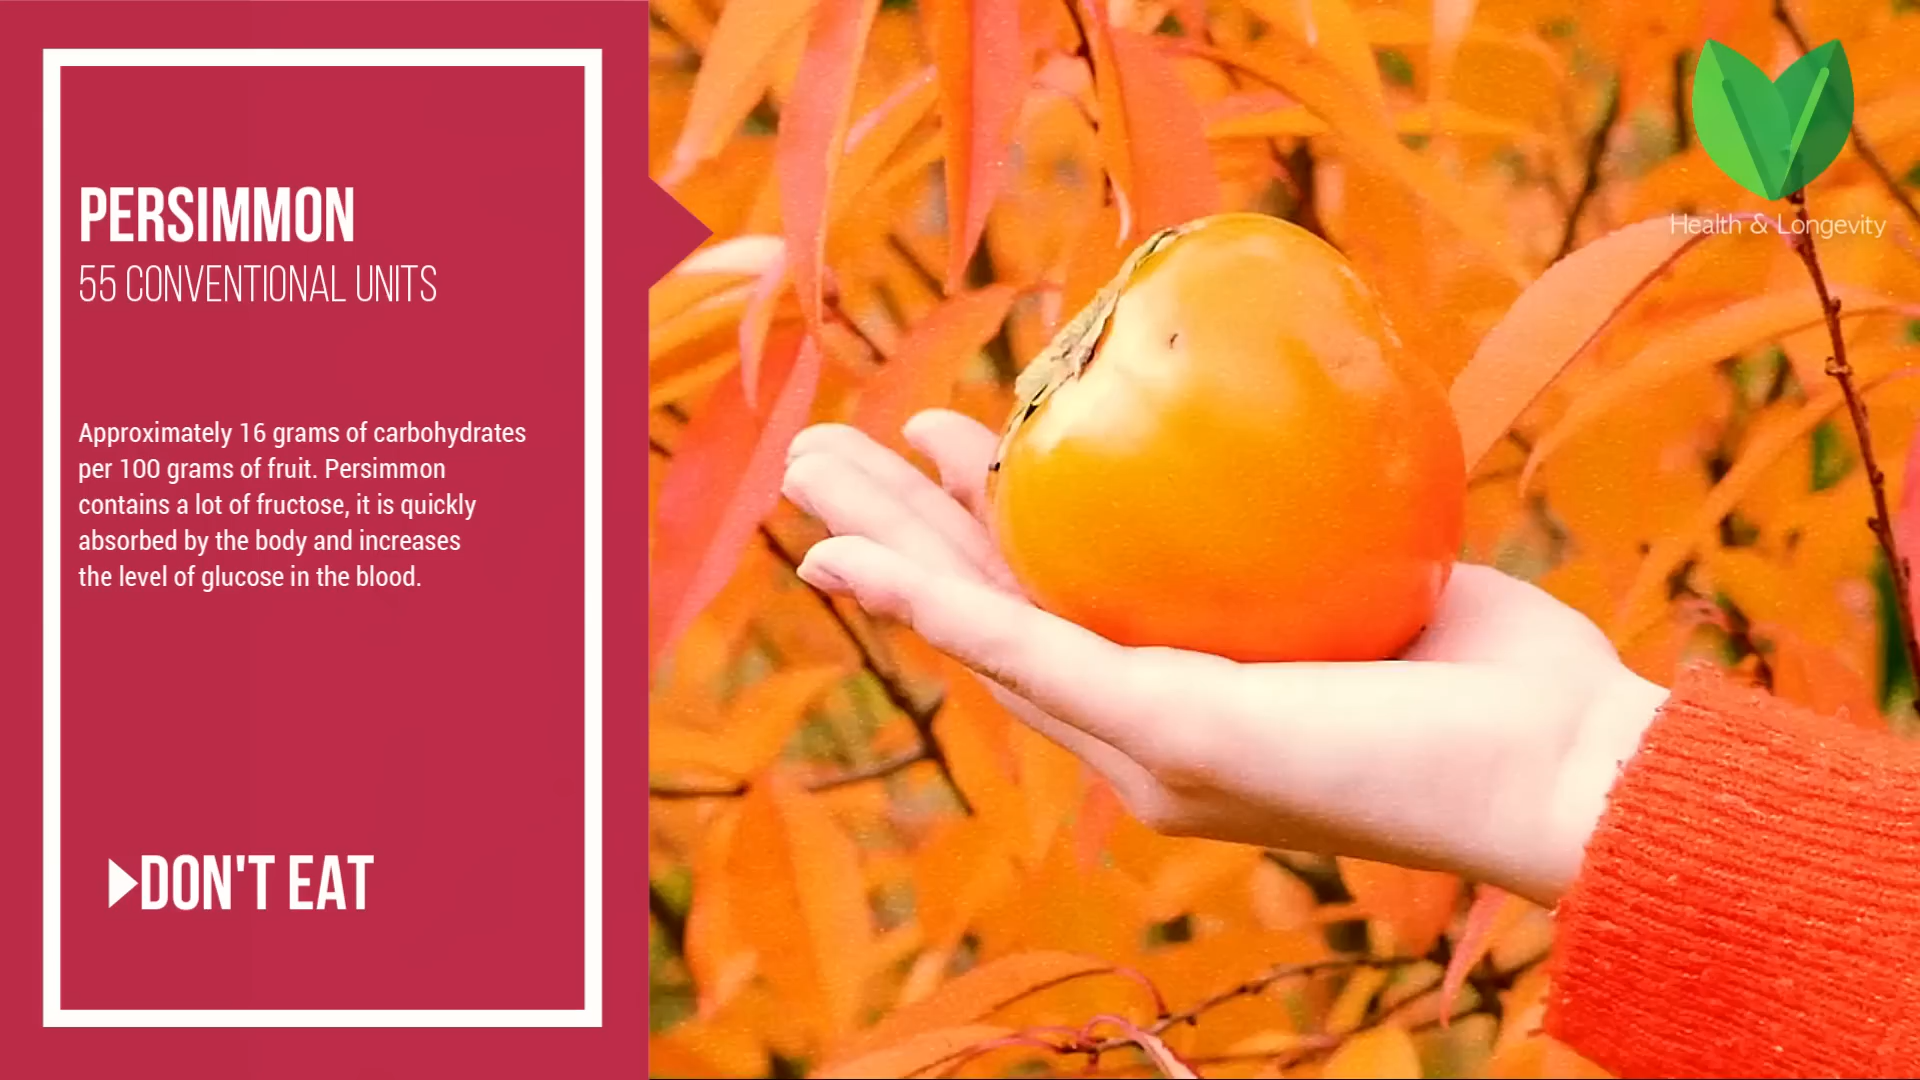 PERSIMMON
55 CONVENTIONAL UNITS
Approximately 16 grams of carbohydrates
per 100 grams of fruit. Persimmon
contains a lot of fructose, it is quickly
absorbed by the body and increases
the level of glucose in the blood.
DON'T EAT
Health & Longevity